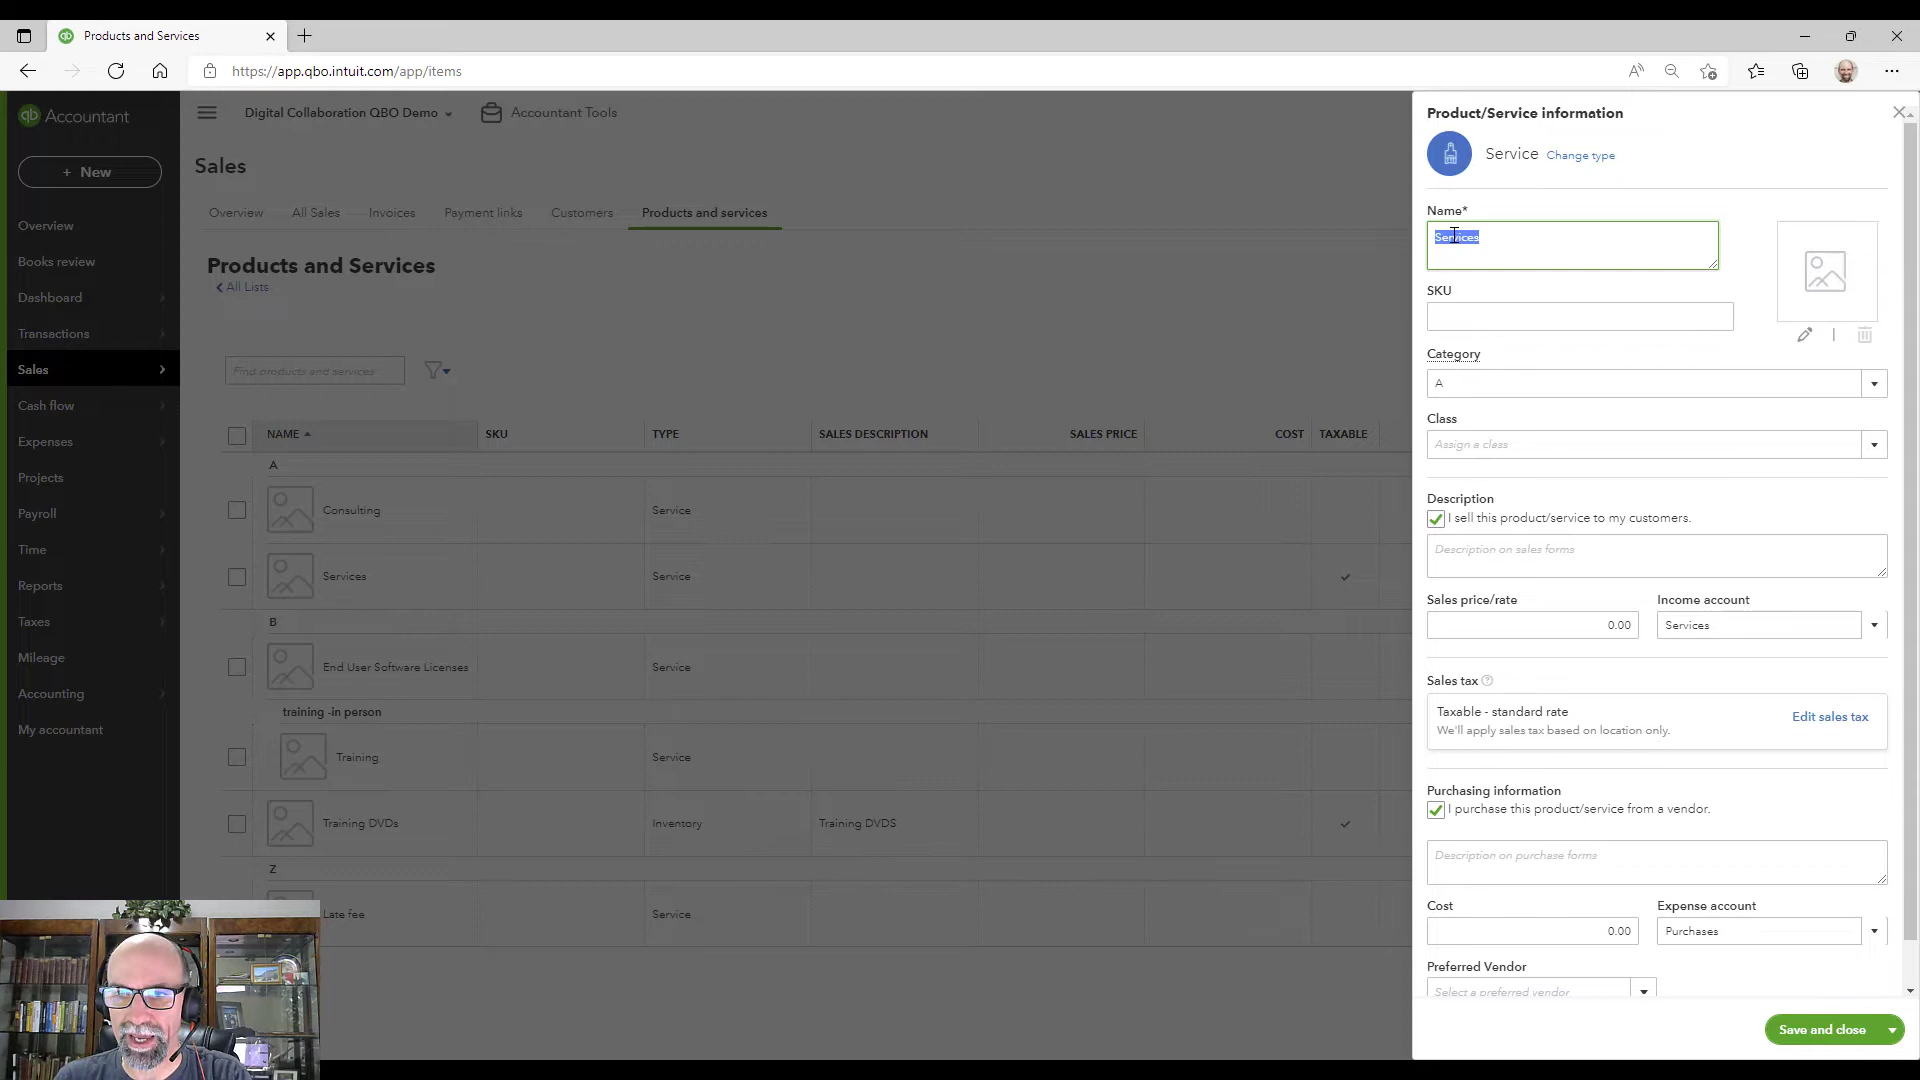 Products and Services
https://app.qbo.intuit.com/app/items
qb Accountant
Digital Collaboration QBO Demo
Accountant Tools
+ New
Overview
Books review
Dashboard
Transactions
Sales
Cash flow
Expenses
Projects
Payroll
Time
Reports
Taxes
Mileage
Accounting
My accountant
Sales
Overview All Sales Invoices Payment links Customers Products and services
Products and Services
All Lists
Find products and services
NAME SKU TYPE SALES DESCRIPTION SALES PRICE COST TAXABLE
A
Consulting Service
Services Service
B
End User Software Licenses Service
training -in person
Training Service
Training DVDs Inventory Training DVDS
Z
Late fee Service
Product/Service information
Service Change type
Name*
Services
SKU
Category
A
Class
Assign a class
Description
I sell this product/service to my customers.
Description on sales forms
Sales price/rate Income account
0.00 Services
Sales tax ?
Taxable - standard rate
We'll apply sales tax based on location only.
Edit sales tax
Purchasing information
I purchase this product/service from a vendor.
Description on purchase forms
Cost Expense account
0.00 Purchases
Preferred Vendor
Select a preferred vendor
Save and close